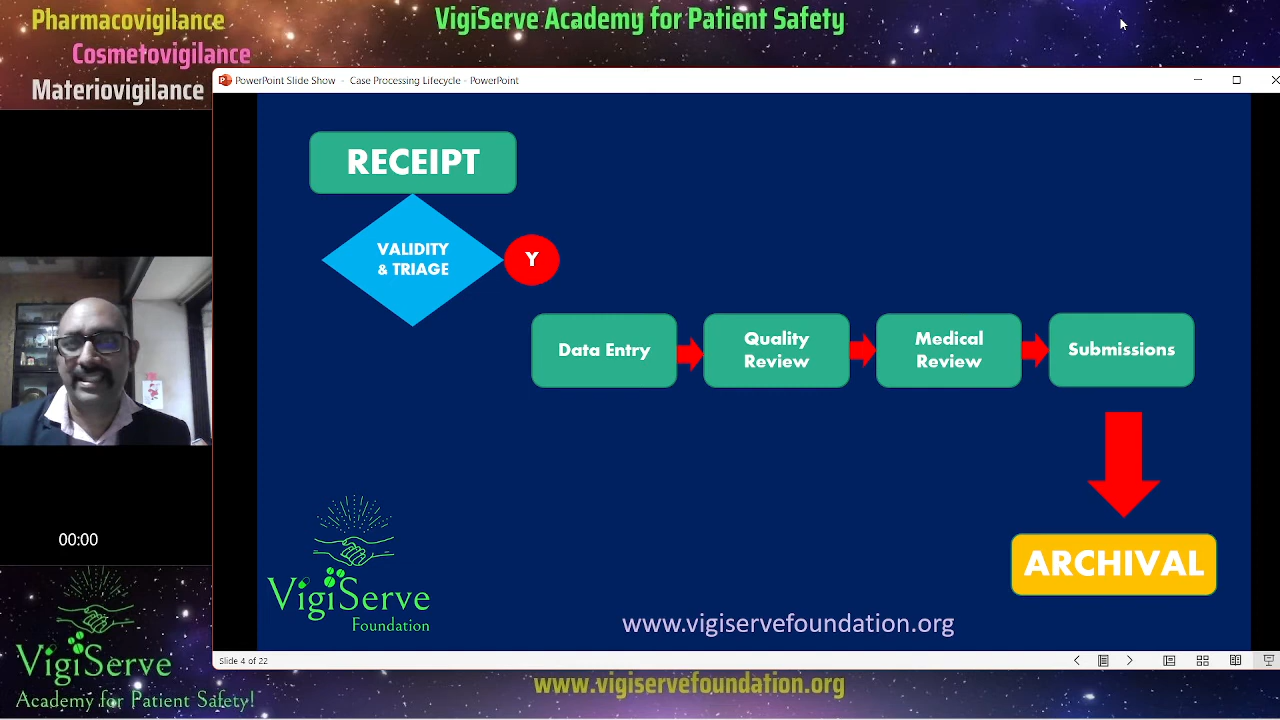 Pharmacovigilance
Cosmetovigilance
Materiovigilance
VigiServe Academy for Patient Safety
PowerPoint Slide Show - Case Processing Lifecycle - PowerPoint
RECEIPT
VALIDITY
& TRIAGE
Y
Data Entry
Quality
Review
Medical
Review
Submissions
ARCHIVAL
VigiServe
Foundation
www.vigiservefoundation.org
00:00
Slide 4 of 22
VigiServe
Academy for Patient Safety!
www.vigiservefoundation.org